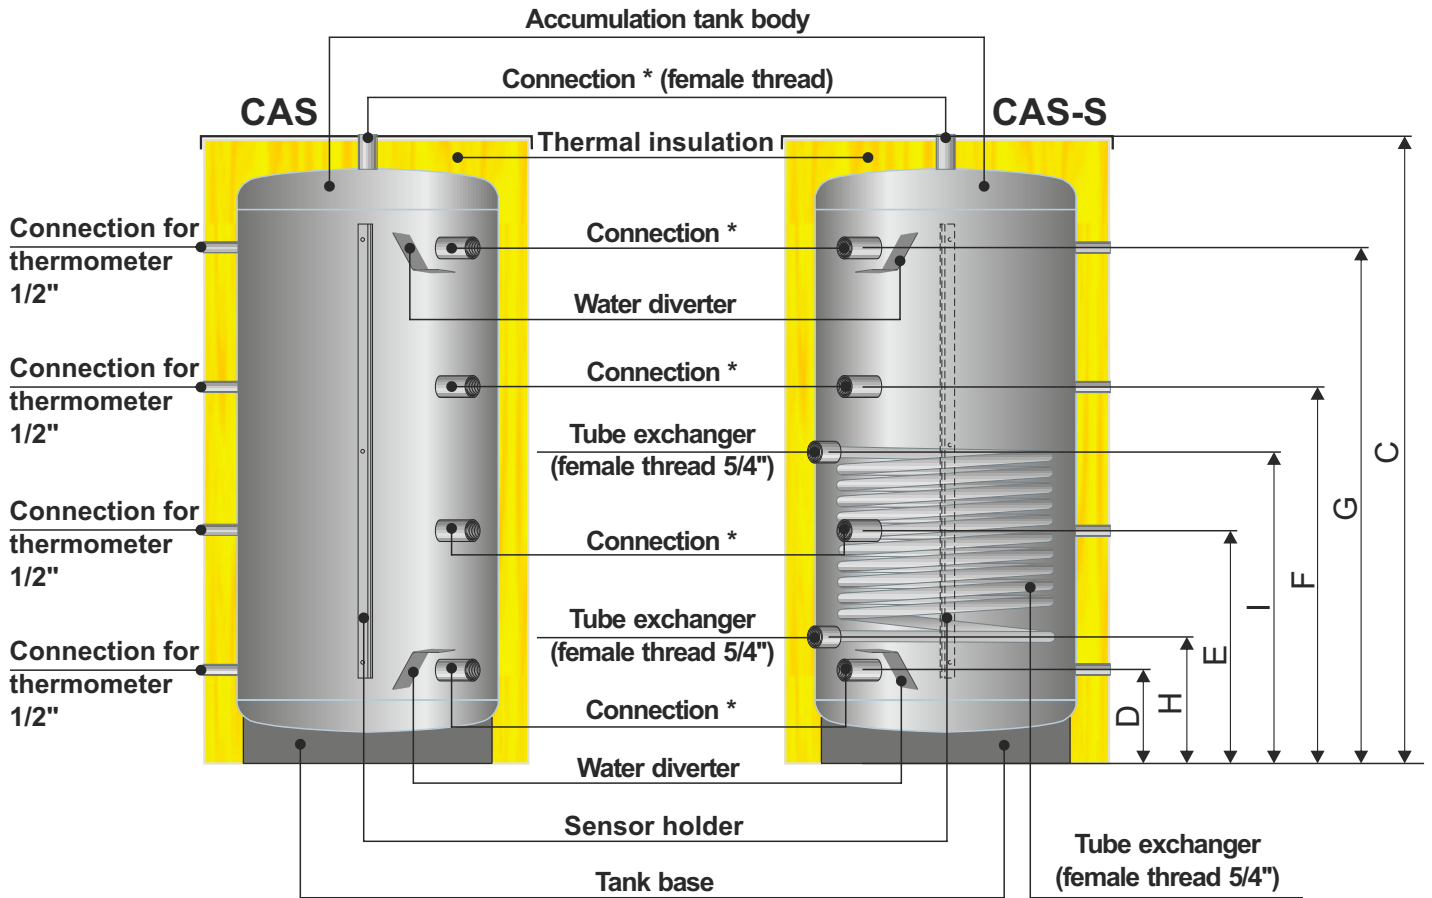 Accumulation tank body
Connection * (female thread)
CAS
CAS-S
Thermal insulation
Connection for
thermometer
1/2"
Connection *
Water diverter
Connection for
thermometer
1/2"
Connection *
Tube exchanger
(female thread 5/4")
Connection for
thermometer
1/2"
Connection *
Tube exchanger
(female thread 5/4")
Connection for
thermometer
1/2"
Connection *
Water diverter
Sensor holder
Tank base
Tube exchanger
(female thread 5/4")
D
H
E
I
F
G
C